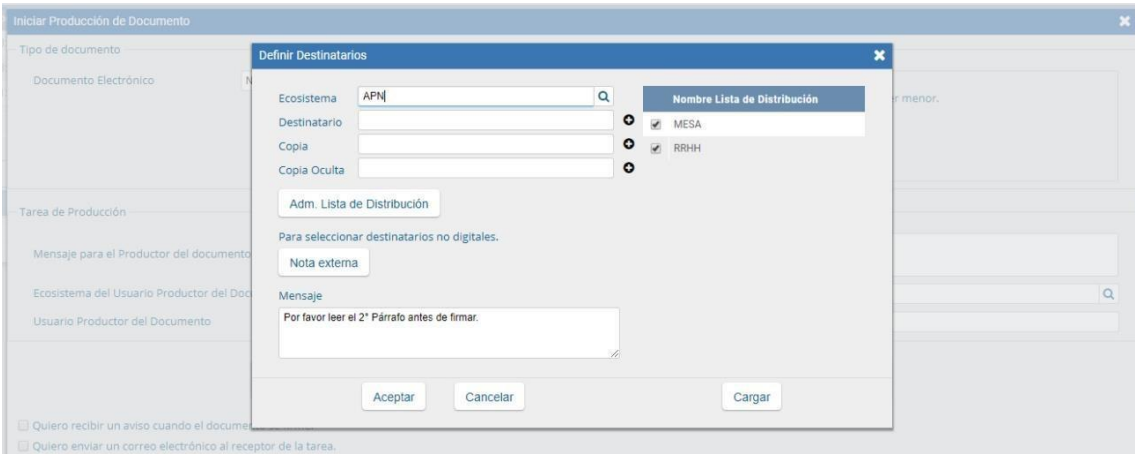 Iniciar Producción de Documento
Tipo de documento
Definir Destinatarios
Documento Electrónico
Ecosistema APN
Nombre Lista de Distribución
er menor.
Destinatario
MESA
Copia
RRHH
Copia Oculta
Adm. Lista de Distribución
Tarea de Producción
Para seleccionar destinatarios no digitales.
Mensaje para el Productor del documento
Nota externa
Ecosistema del Usuario Productor del Doc
Mensaje
Usuario Productor del Documento
Por favor leer el 2° Párrafo antes de firmar.
Aceptar Cancelar Cargar
Quiero recibir un aviso cuando el docume
Quiero enviar un correo electrónico al receptor de la tarea.